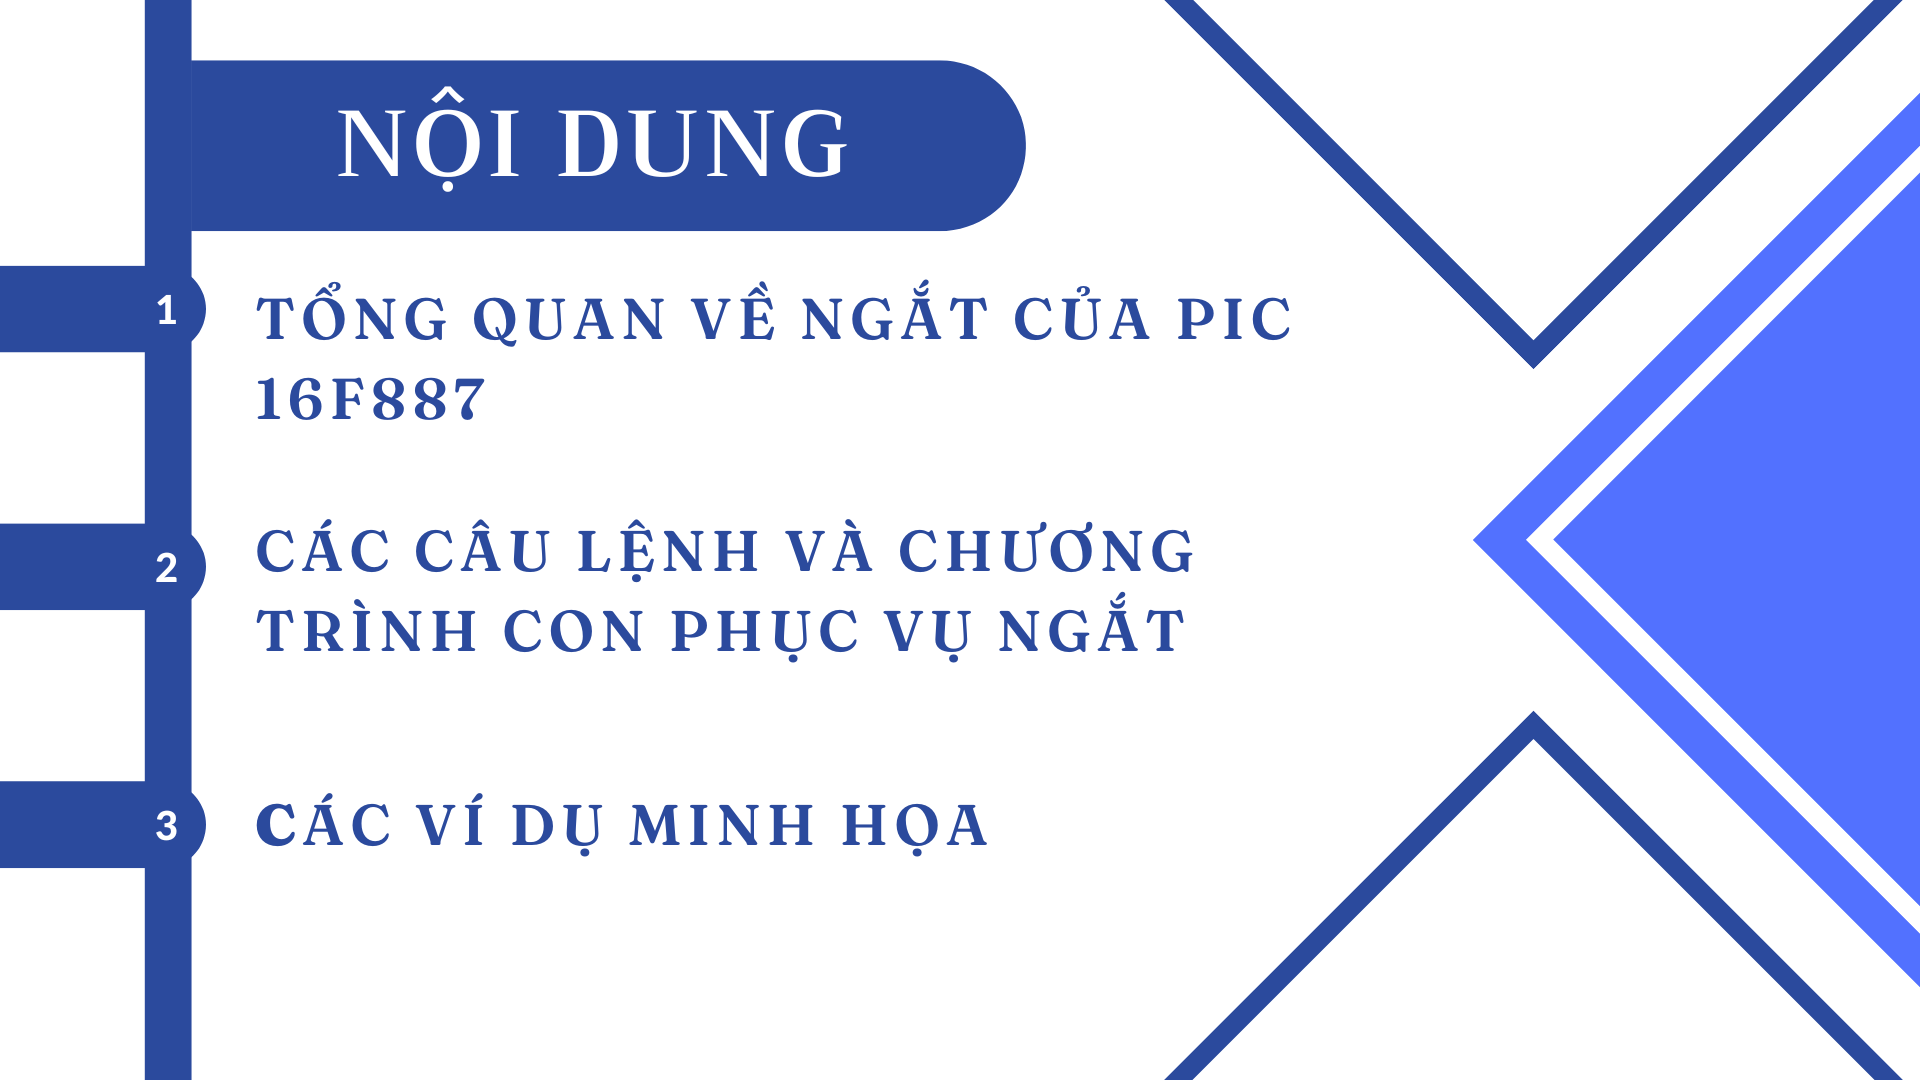 NỘI DUNG
1
TỔNG QUAN VỀ NGẮT CỦA PIC
16F887
2
CÁC CÂU LỆNH VÀ CHƯƠNG
TRÌNH CON PHỤC VỤ NGẮT
3
CÁC VÍ DỤ MINH HỌA